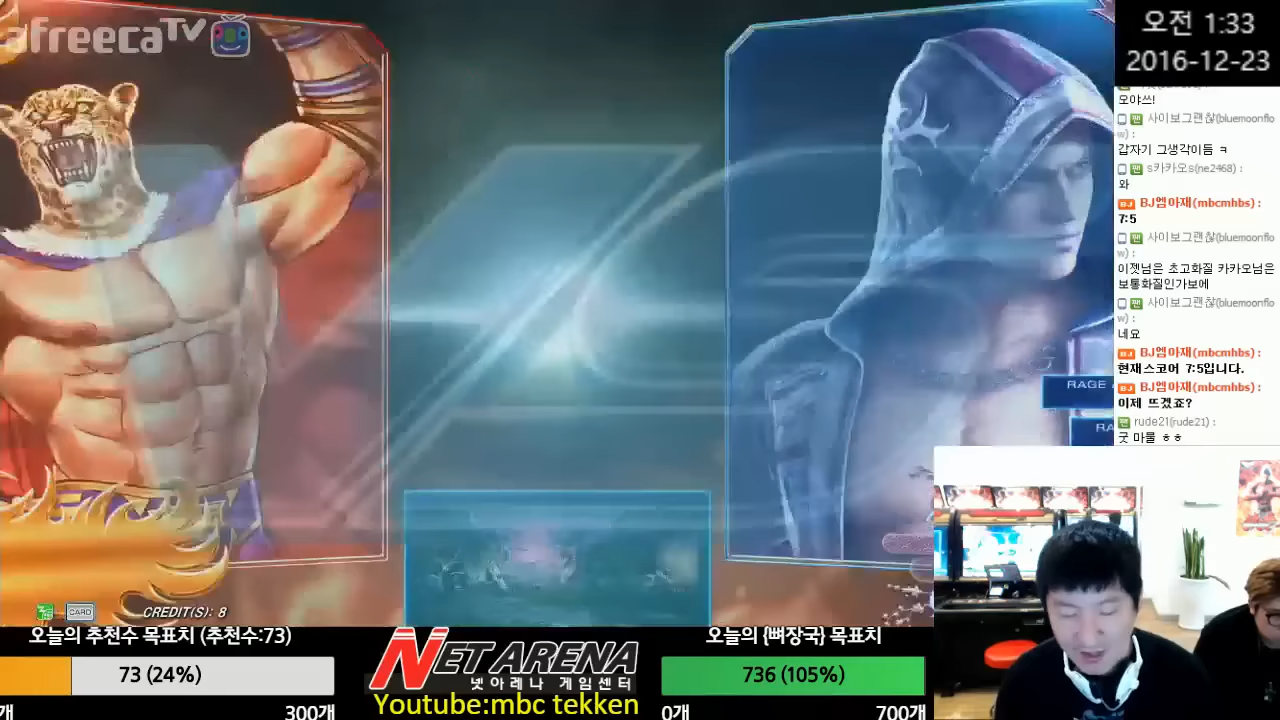 afreecaTV
오전 1:33
2016-12-23
모야쓰!
사이보그괜찮(bluemoonflo
w) :
갑자기 그생각이듬 ㅋ
s카카오s(ne2468) :
와
BJ엠아재(mbcmhbs) :
7:5
사이보그괜찮(bluemoonflo
w) :
이젯님은 초고화질 카카오님은
보통화질인가보에
사이보그괜찮(bluemoonflo
w) :
네요
BJ엠아재(mbcmhbs) :
현재스코어 7:5입니다.
BJ엠아재(mbcmhbs) :
이제 뜨겠죠?
rude21(rude21) :
굿 마룰 ㅎㅎ
RAGE
CARD
CREDIT(S): 8
오늘의 추천수 목표치 (추천수:73)
73 (24%)
300개
NET ARENA
넷아레나 게임센터
Youtube:mbc tekken
오늘의 {뼈장국} 목표치
736 (105%)
0개
700개